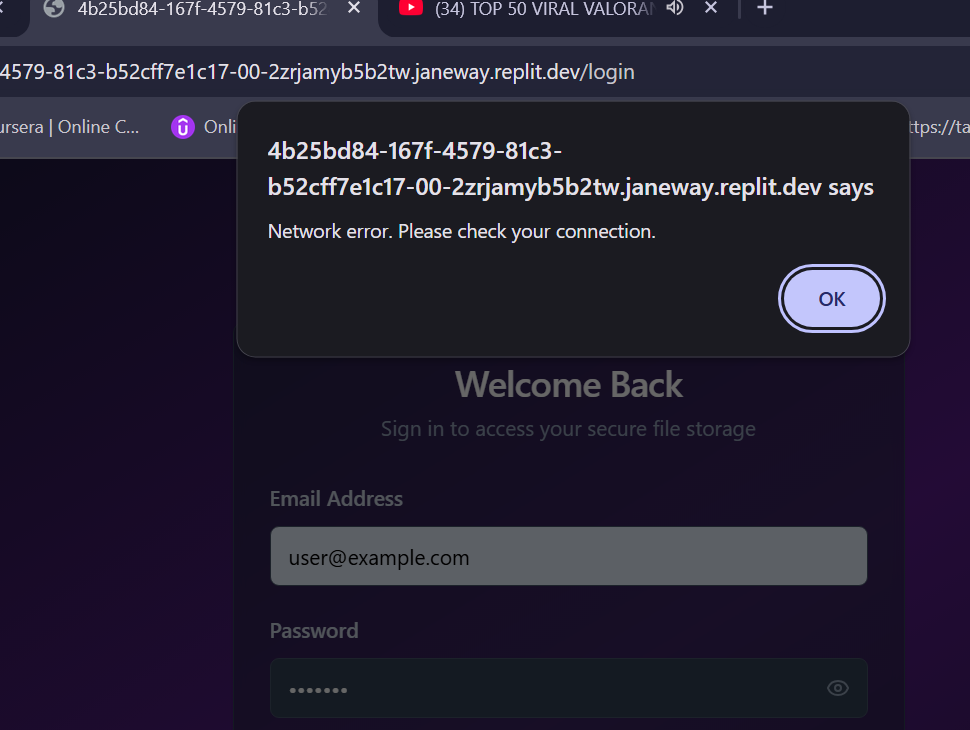 4b25bd84-167f-4579-81c3-b52
(34) TOP 50 VIRAL VALORAN
4579-81c3-b52cff7e1c17-00-2zrjamyb5b2tw.janeway.replit.dev/login
ursera | Online C...
Onli
ttps://ta
4b25bd84-167f-4579-81c3-
b52cff7e1c17-00-2zrjamyb5b2tw.janeway.replit.dev says
Network error. Please check your connection.
OK
Welcome Back
Sign in to access your secure file storage
Email Address
user@example.com
Password
•••••••